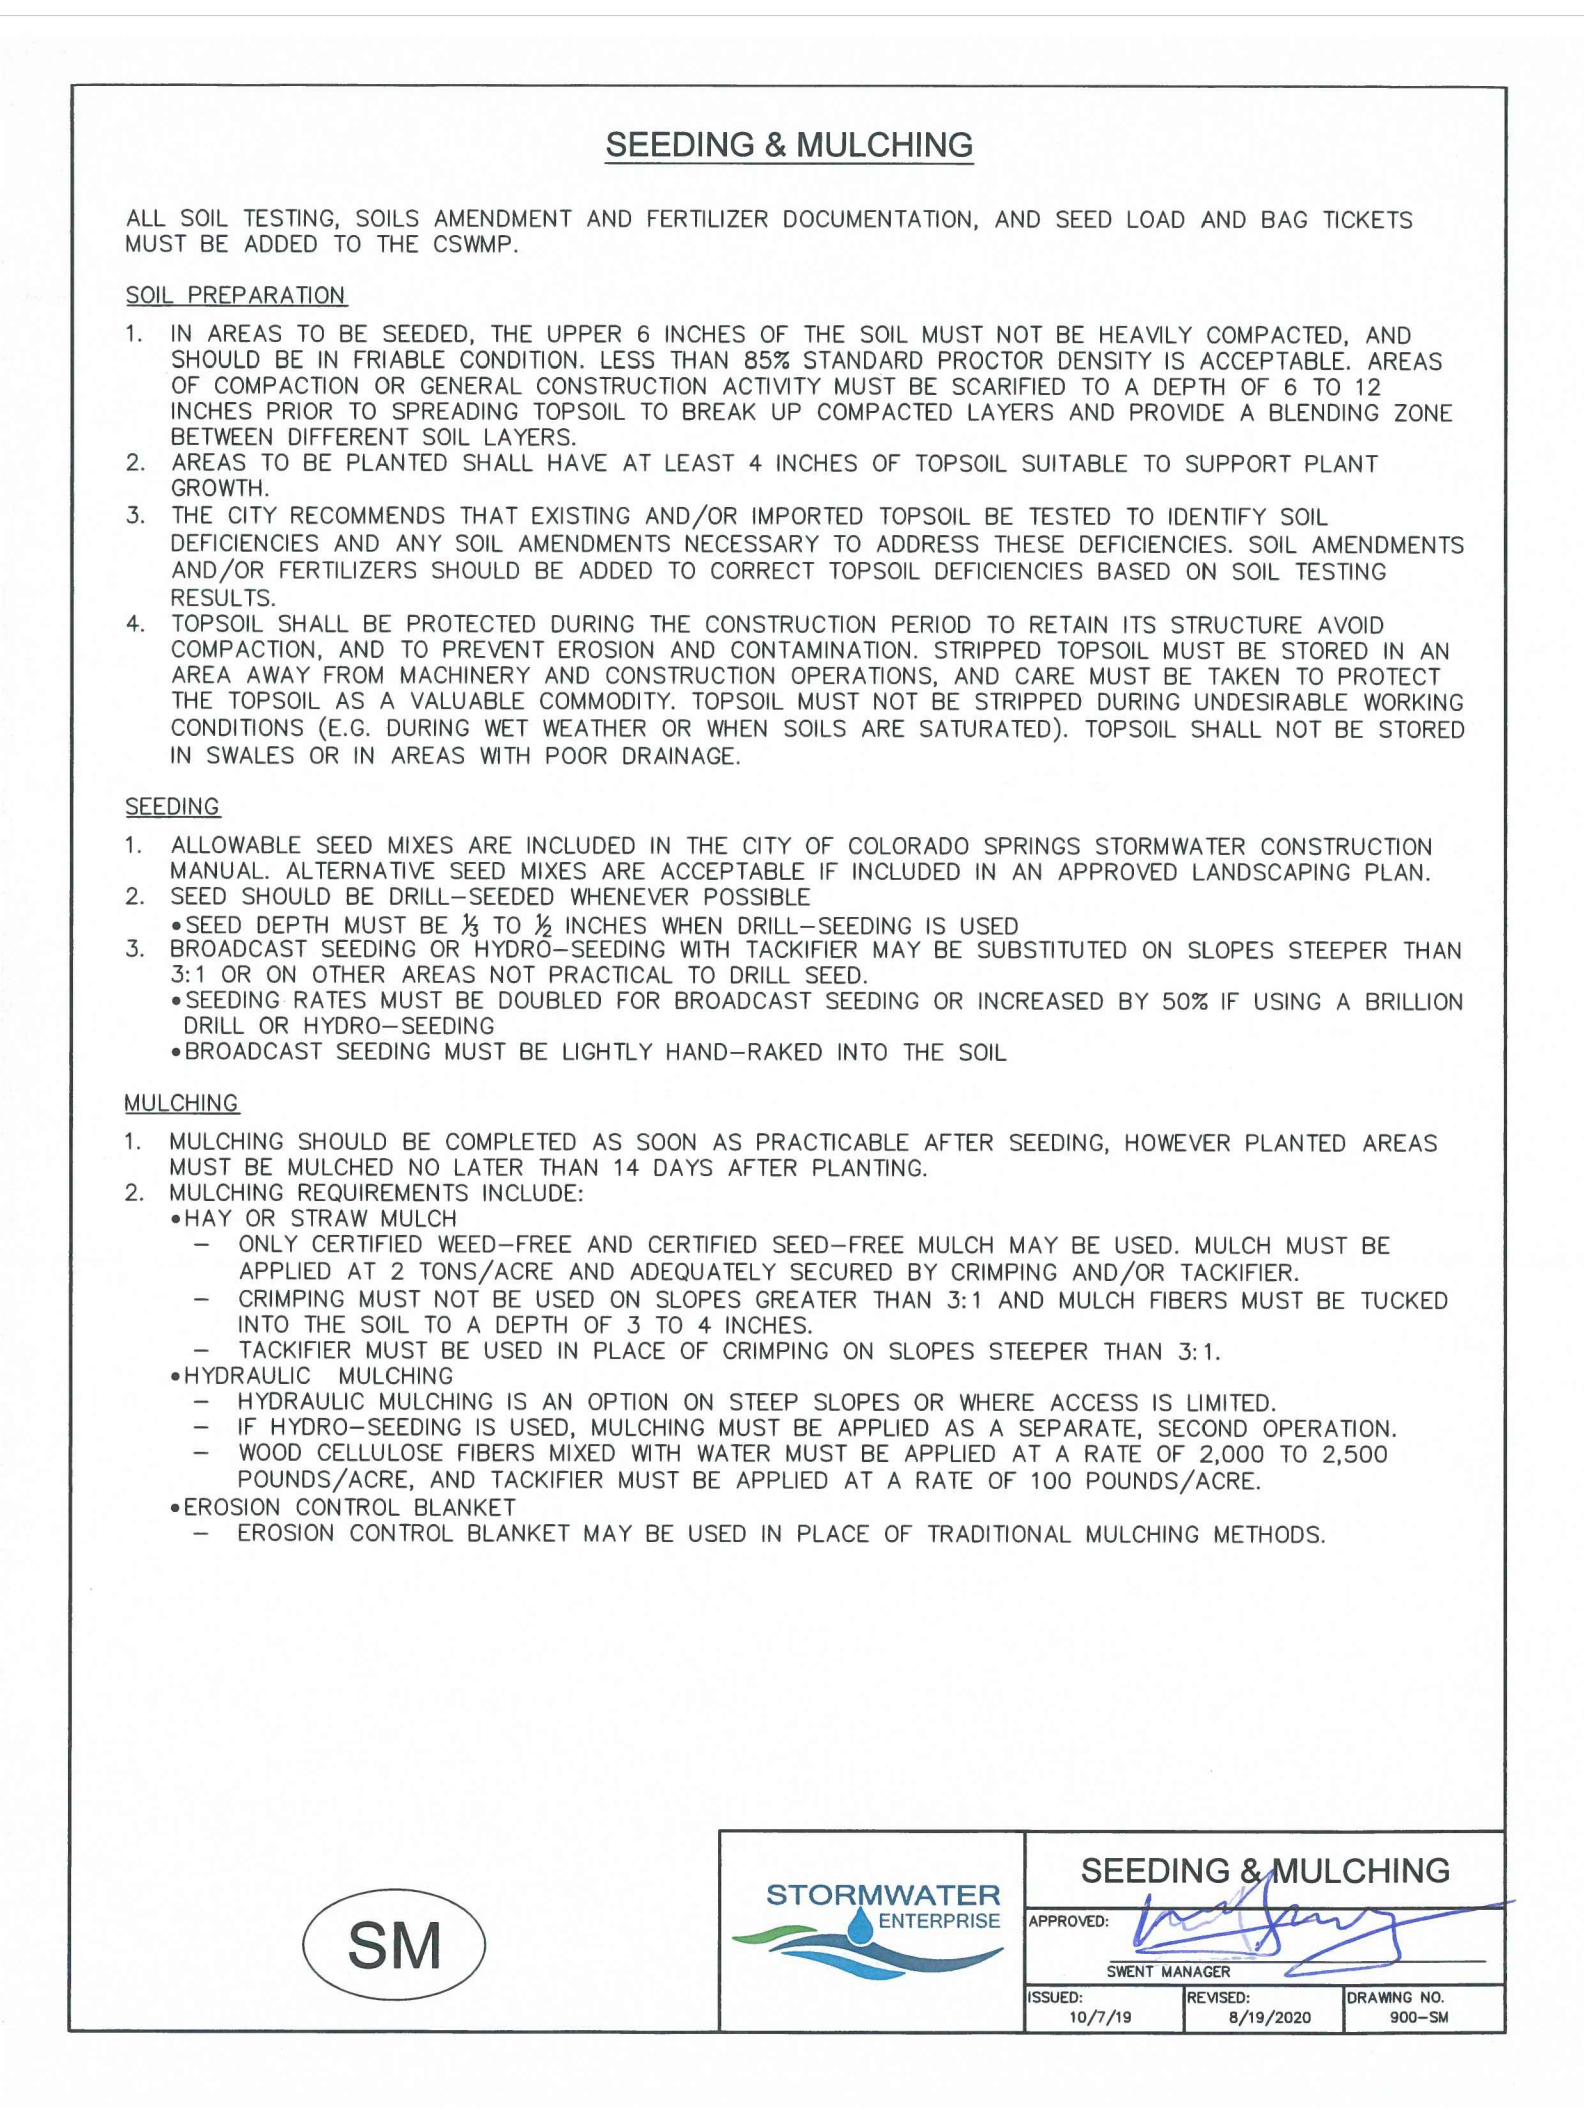 SEEDING & MULCHING
ALL SOIL TESTING, SOILS AMENDMENT AND FERTILIZER DOCUMENTATION, AND SEED LOAD AND BAG TICKETS
MUST BE ADDED TO THE CSWMP.
SOIL PREPARATION
1. IN AREAS TO BE SEEDED, THE UPPER 6 INCHES OF THE SOIL MUST NOT BE HEAVILY COMPACTED, AND
SHOULD BE IN FRIABLE CONDITION. LESS THAN 85% STANDARD PROCTOR DENSITY IS ACCEPTABLE. AREAS
OF COMPACTION OR GENERAL CONSTRUCTION ACTIVITY MUST BE SCARIFIED TO A DEPTH OF 6 TO 12
INCHES PRIOR TO SPREADING TOPSOIL TO BREAK UP COMPACTED LAYERS AND PROVIDE A BLENDING ZONE
BETWEEN DIFFERENT SOIL LAYERS.
2. AREAS TO BE PLANTED SHALL HAVE AT LEAST 4 INCHES OF TOPSOIL SUITABLE TO SUPPORT PLANT
GROWTH.
3. THE CITY RECOMMENDS THAT EXISTING AND/OR IMPORTED TOPSOIL BE TESTED TO IDENTIFY SOIL
DEFICIENCIES AND ANY SOIL AMENDMENTS NECESSARY TO ADDRESS THESE DEFICIENCIES. SOIL AMENDMENTS
AND/OR FERTILIZERS SHOULD BE ADDED TO CORRECT TOPSOIL DEFICIENCIES BASED ON SOIL TESTING
RESULTS.
4. TOPSOIL SHALL BE PROTECTED DURING THE CONSTRUCTION PERIOD TO RETAIN ITS STRUCTURE AVOID
COMPACTION, AND TO PREVENT EROSION AND CONTAMINATION. STRIPPED TOPSOIL MUST BE STORED IN AN
AREA AWAY FROM MACHINERY AND CONSTRUCTION OPERATIONS, AND CARE MUST BE TAKEN TO PROTECT
THE TOPSOIL AS A VALUABLE COMMODITY. TOPSOIL MUST NOT BE STRIPPED DURING UNDESIRABLE WORKING
CONDITIONS (E.G. DURING WET WEATHER OR WHEN SOILS ARE SATURATED). TOPSOIL SHALL NOT BE STORED
IN SWALES OR IN AREAS WITH POOR DRAINAGE.
SEEDING
1. ALLOWABLE SEED MIXES ARE INCLUDED IN THE CITY OF COLORADO SPRINGS STORMWATER CONSTRUCTION
MANUAL. ALTERNATIVE SEED MIXES ARE ACCEPTABLE IF INCLUDED IN AN APPROVED LANDSCAPING PLAN.
2. SEED SHOULD BE DRILL–SEEDED WHENEVER POSSIBLE
•SEED DEPTH MUST BE ⅓ TO ½ INCHES WHEN DRILL–SEEDING IS USED
3. BROADCAST SEEDING OR HYDRO–SEEDING WITH TACKIFIER MAY BE SUBSTITUTED ON SLOPES STEEPER THAN
3:1 OR ON OTHER AREAS NOT PRACTICAL TO DRILL SEED.
•SEEDING RATES MUST BE DOUBLED FOR BROADCAST SEEDING OR INCREASED BY 50% IF USING A BRILLION
DRILL OR HYDRO–SEEDING
•BROADCAST SEEDING MUST BE LIGHTLY HAND–RAKED INTO THE SOIL
MULCHING
1. MULCHING SHOULD BE COMPLETED AS SOON AS PRACTICABLE AFTER SEEDING, HOWEVER PLANTED AREAS
MUST BE MULCHED NO LATER THAN 14 DAYS AFTER PLANTING.
2. MULCHING REQUIREMENTS INCLUDE:
•HAY OR STRAW MULCH
– ONLY CERTIFIED WEED–FREE AND CERTIFIED SEED–FREE MULCH MAY BE USED. MULCH MUST BE
APPLIED AT 2 TONS/ACRE AND ADEQUATELY SECURED BY CRIMPING AND/OR TACKIFIER.
– CRIMPING MUST NOT BE USED ON SLOPES GREATER THAN 3:1 AND MULCH FIBERS MUST BE TUCKED
INTO THE SOIL TO A DEPTH OF 3 TO 4 INCHES.
– TACKIFIER MUST BE USED IN PLACE OF CRIMPING ON SLOPES STEEPER THAN 3:1.
•HYDRAULIC MULCHING
– HYDRAULIC MULCHING IS AN OPTION ON STEEP SLOPES OR WHERE ACCESS IS LIMITED.
– IF HYDRO–SEEDING IS USED, MULCHING MUST BE APPLIED AS A SEPARATE, SECOND OPERATION.
– WOOD CELLULOSE FIBERS MIXED WITH WATER MUST BE APPLIED AT A RATE OF 2,000 TO 2,500
POUNDS/ACRE, AND TACKIFIER MUST BE APPLIED AT A RATE OF 100 POUNDS/ACRE.
•EROSION CONTROL BLANKET
– EROSION CONTROL BLANKET MAY BE USED IN PLACE OF TRADITIONAL MULCHING METHODS.
SM
STORMWATER
ENTERPRISE
SEEDING & MULCHING
APPROVED:
SWENT MANAGER
ISSUED:
10/7/19
REVISED:
8/19/2020
DRAWING NO.
900–SM